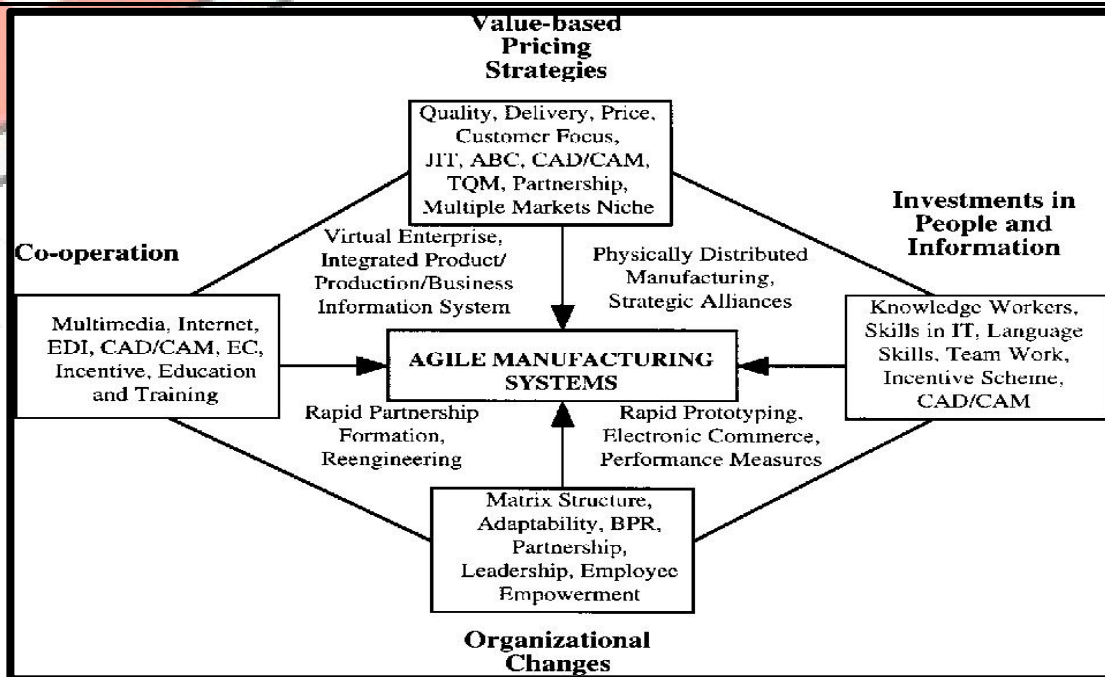 Value-based
Pricing
Strategies
Quality, Delivery, Price,
Customer Focus,
JIT, ABC, CAD/CAM,
TQM, Partnership,
Multiple Markets Niche
Investments in
People and
Information
Co-operation
Virtual Enterprise,
Integrated Product/
Production/Business
Information System
Physically Distributed
Manufacturing,
Strategic Alliances
Multimedia, Internet,
EDI, CAD/CAM, EC,
Incentive, Education
and Training
AGILE MANUFACTURING
SYSTEMS
Knowledge Workers,
Skills in IT, Language
Skills, Team Work,
Incentive Scheme,
CAD/CAM
Rapid Partnership
Formation,
Reengineering
Rapid Prototyping,
Electronic Commerce,
Performance Measures
Matrix Structure,
Adaptability, BPR,
Partnership,
Leadership, Employee
Empowerment
Organizational
Changes